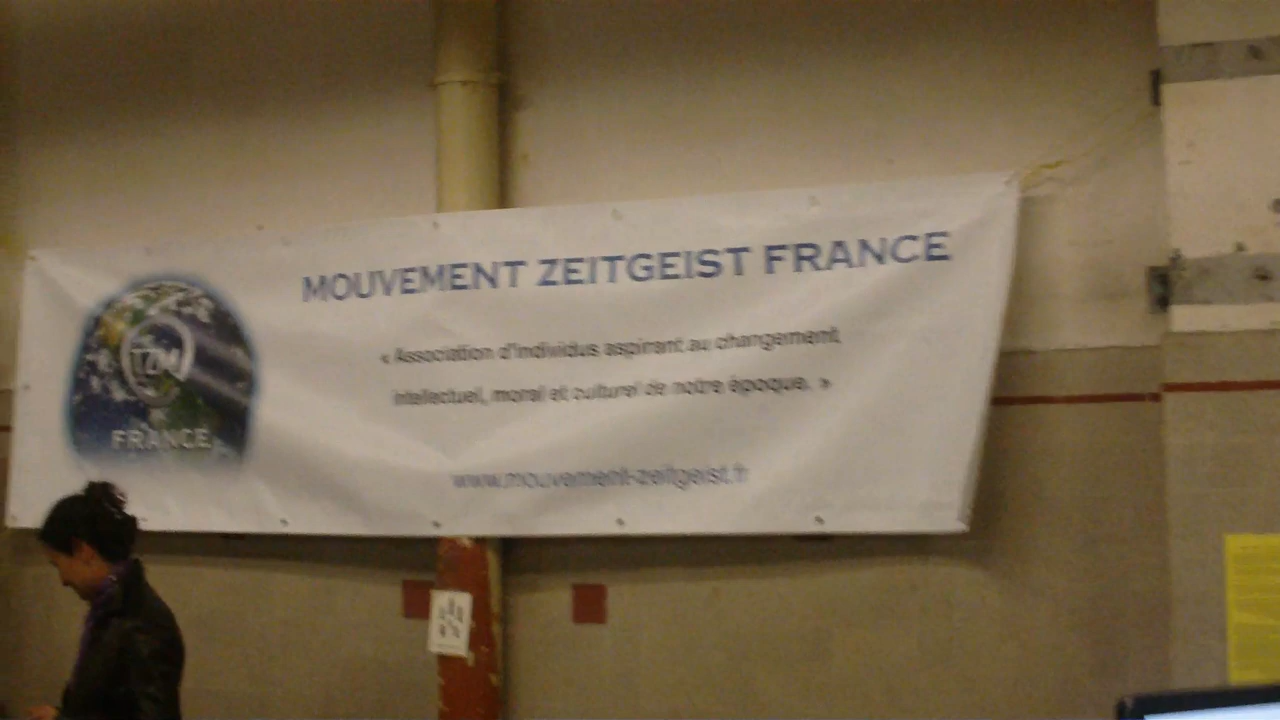 MOUVEMENT ZEITGEIST FRANCE
« Association d'individus aspirant au changement
intellectuel, moral et culturel de notre époque. »
www.mouvement-zeitgeist.fr
TZM
FRANCE